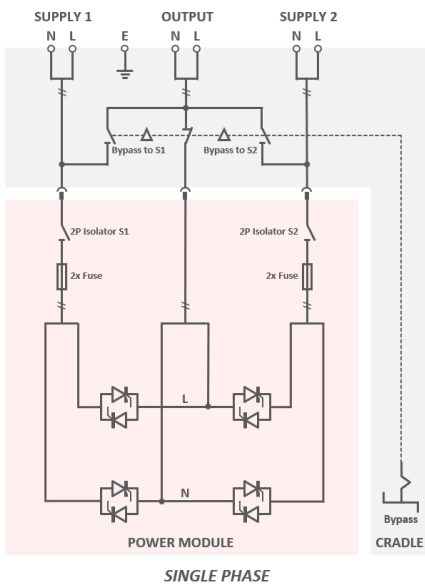 SUPPLY 1 OUTPUT SUPPLY 2
N L E N L N L
Bypass to S1 Bypass to S2
2P Isolator S1 2P Isolator S2
2x Fuse 2x Fuse
L
N
Bypass
POWER MODULE CRADLE
SINGLE PHASE